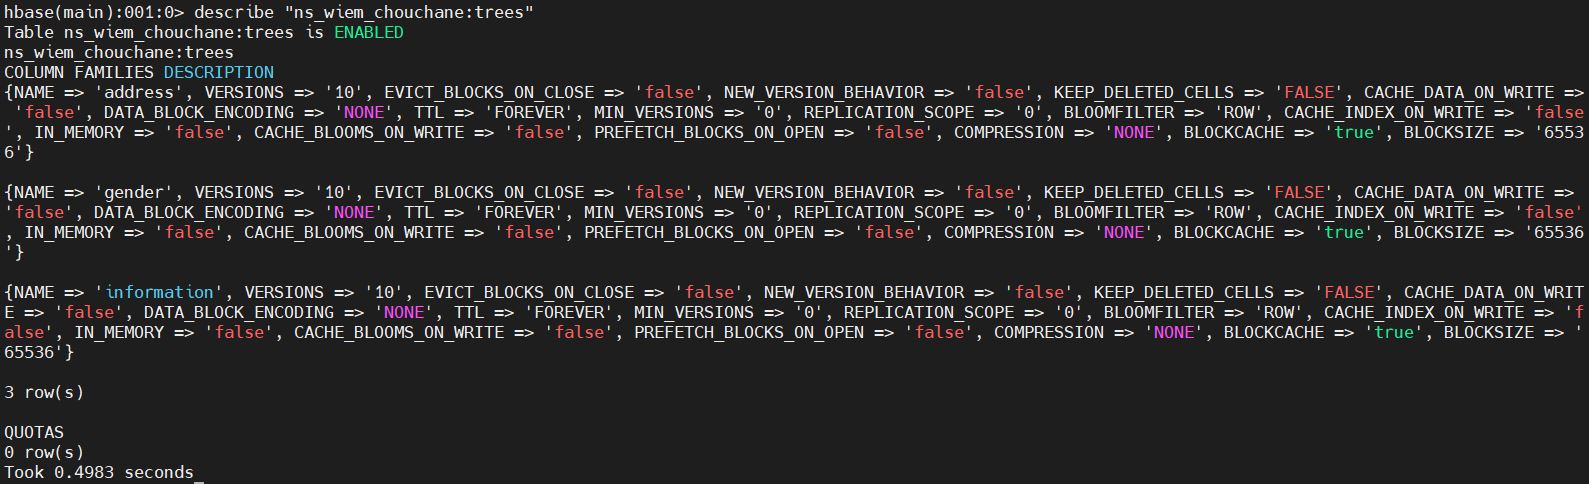 hbase(main):001:0> describe "ns_wiem_chouchane:trees"
Table ns_wiem_chouchane:trees is ENABLED
ns_wiem_chouchane:trees
COLUMN FAMILIES DESCRIPTION
{NAME => 'address', VERSIONS => '10', EVICT_BLOCKS_ON_CLOSE => 'false', NEW_VERSION_BEHAVIOR => 'false', KEEP_DELETED_CELLS => 'FALSE', CACHE_DATA_ON_WRITE =>
'false', DATA_BLOCK_ENCODING => 'NONE', TTL => 'FOREVER', MIN_VERSIONS => '0', REPLICATION_SCOPE => '0', BLOOMFILTER => 'ROW', CACHE_INDEX_ON_WRITE => 'false
', IN_MEMORY => 'false', CACHE_BLOOMS_ON_WRITE => 'false', PREFETCH_BLOCKS_ON_OPEN => 'false', COMPRESSION => 'NONE', BLOCKCACHE => 'true', BLOCKSIZE => '6553
6'}
{NAME => 'gender', VERSIONS => '10', EVICT_BLOCKS_ON_CLOSE => 'false', NEW_VERSION_BEHAVIOR => 'false', KEEP_DELETED_CELLS => 'FALSE', CACHE_DATA_ON_WRITE =>
'false', DATA_BLOCK_ENCODING => 'NONE', TTL => 'FOREVER', MIN_VERSIONS => '0', REPLICATION_SCOPE => '0', BLOOMFILTER => 'ROW', CACHE_INDEX_ON_WRITE => 'false'
, IN_MEMORY => 'false', CACHE_BLOOMS_ON_WRITE => 'false', PREFETCH_BLOCKS_ON_OPEN => 'false', COMPRESSION => 'NONE', BLOCKCACHE => 'true', BLOCKSIZE => '65536
'}
{NAME => 'information', VERSIONS => '10', EVICT_BLOCKS_ON_CLOSE => 'false', NEW_VERSION_BEHAVIOR => 'false', KEEP_DELETED_CELLS => 'FALSE', CACHE_DATA_ON_WRIT
E => 'false', DATA_BLOCK_ENCODING => 'NONE', TTL => 'FOREVER', MIN_VERSIONS => '0', REPLICATION_SCOPE => '0', BLOOMFILTER => 'ROW', CACHE_INDEX_ON_WRITE => 'f
alse', IN_MEMORY => 'false', CACHE_BLOOMS_ON_WRITE => 'false', PREFETCH_BLOCKS_ON_OPEN => 'false', COMPRESSION => 'NONE', BLOCKCACHE => 'true', BLOCKSIZE => '
65536'}
3 row(s)
QUOTAS
0 row(s)
Took 0.4983 seconds